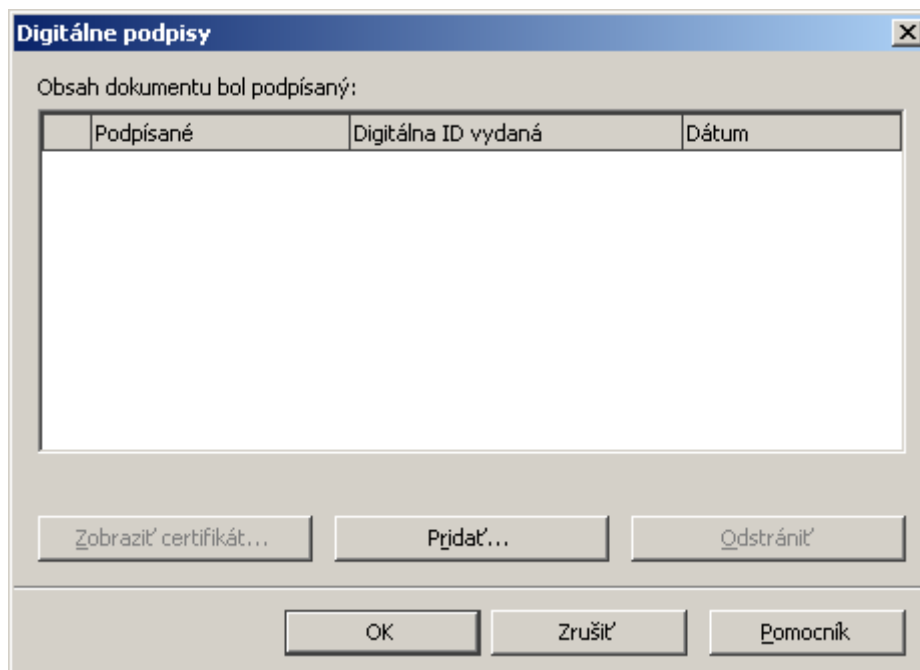 Digitálne podpisy
Obsah dokumentu bol podpísaný:
Podpísané Digitálna ID vydaná Dátum
Zobraziť certifikát... Pridať... Odstrániť
OK Zrušiť Pomocník